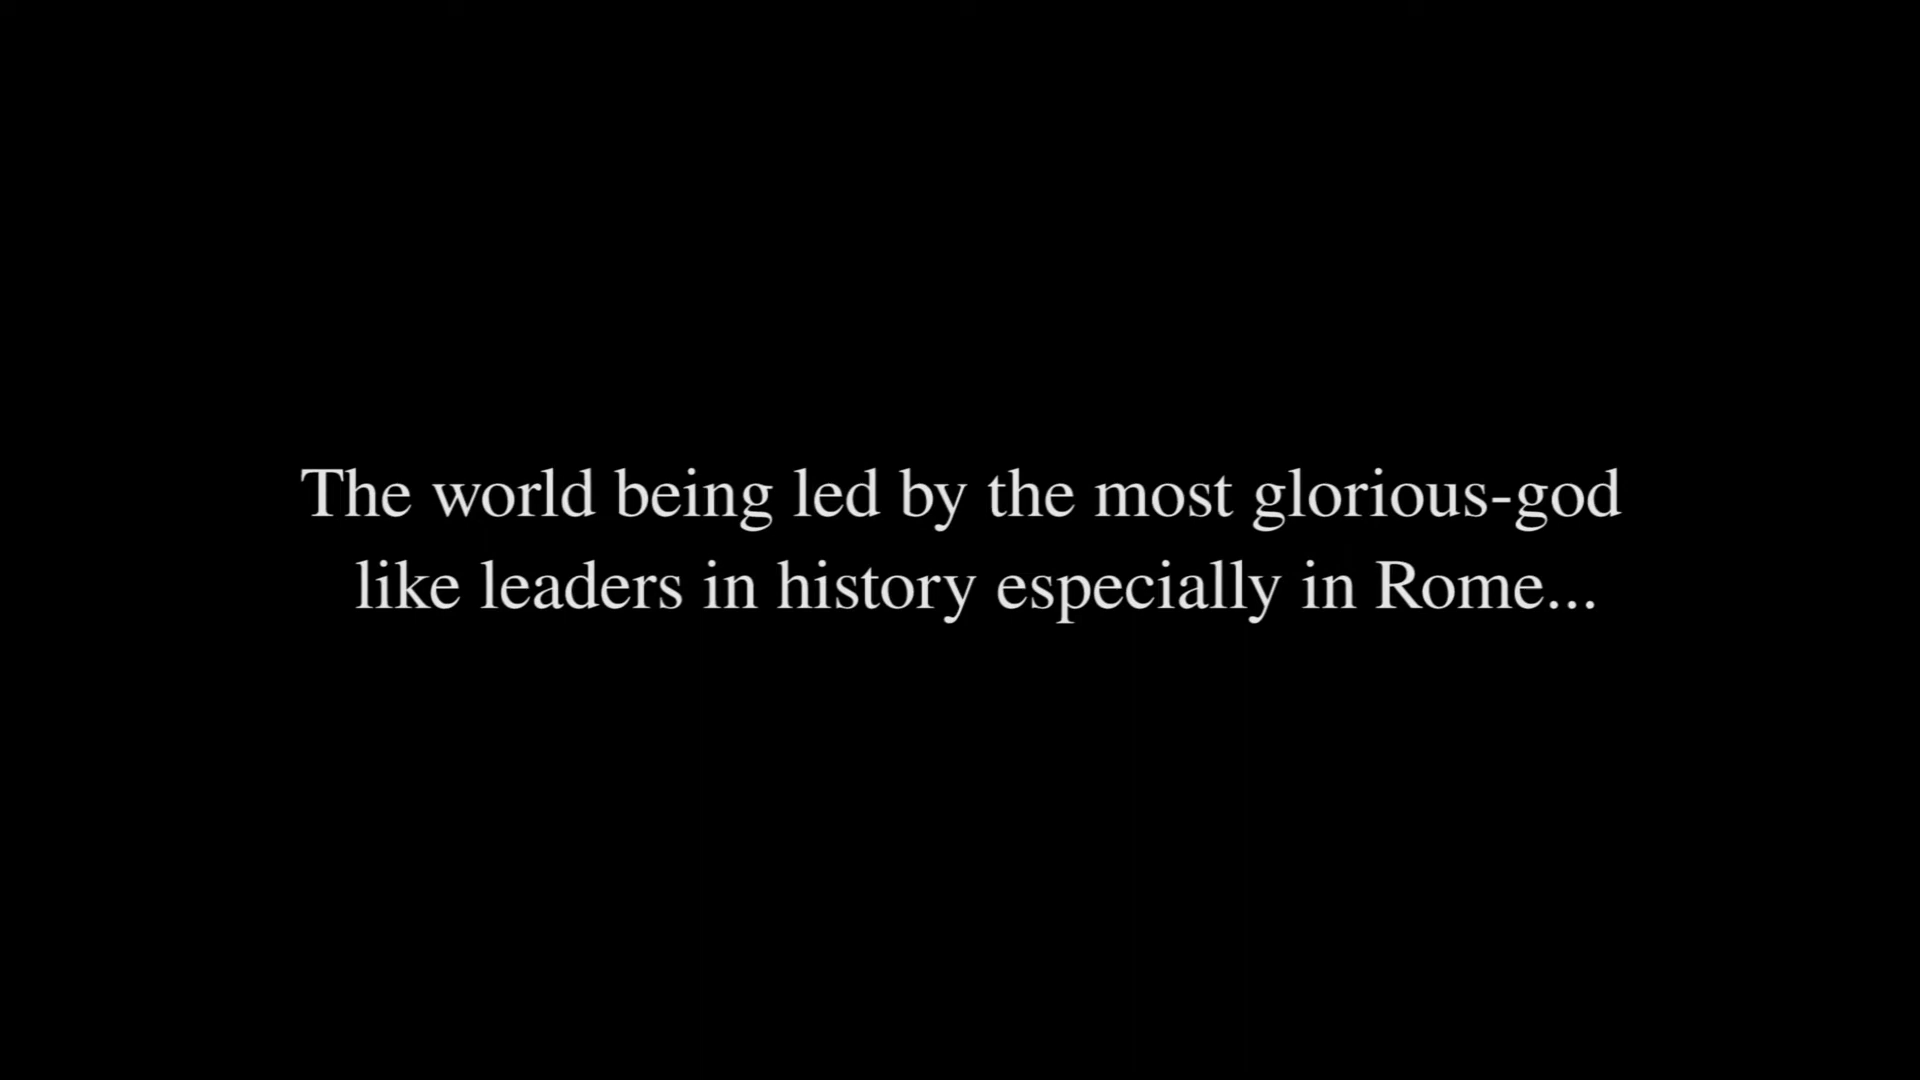 The world being led by the most glorious-god
like leaders in history especially in Rome...